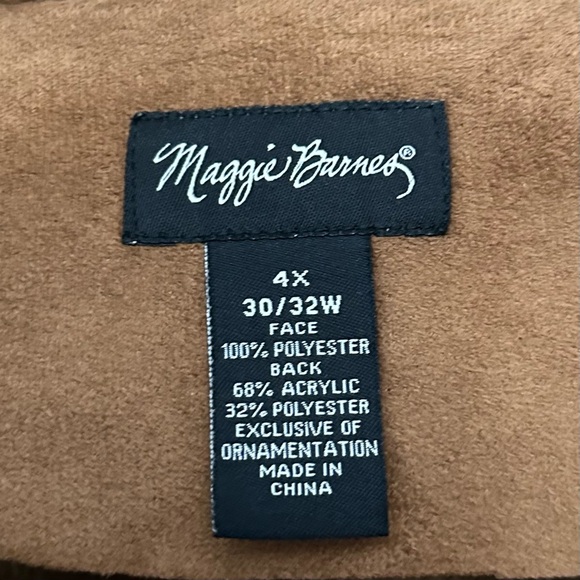 Maggie Barnes®
4X
30/32W
FACE
100% POLYESTER
BACK
68% ACRYLIC
32% POLYESTER
EXCLUSIVE OF
ORNAMENTATION
MADE IN
CHINA